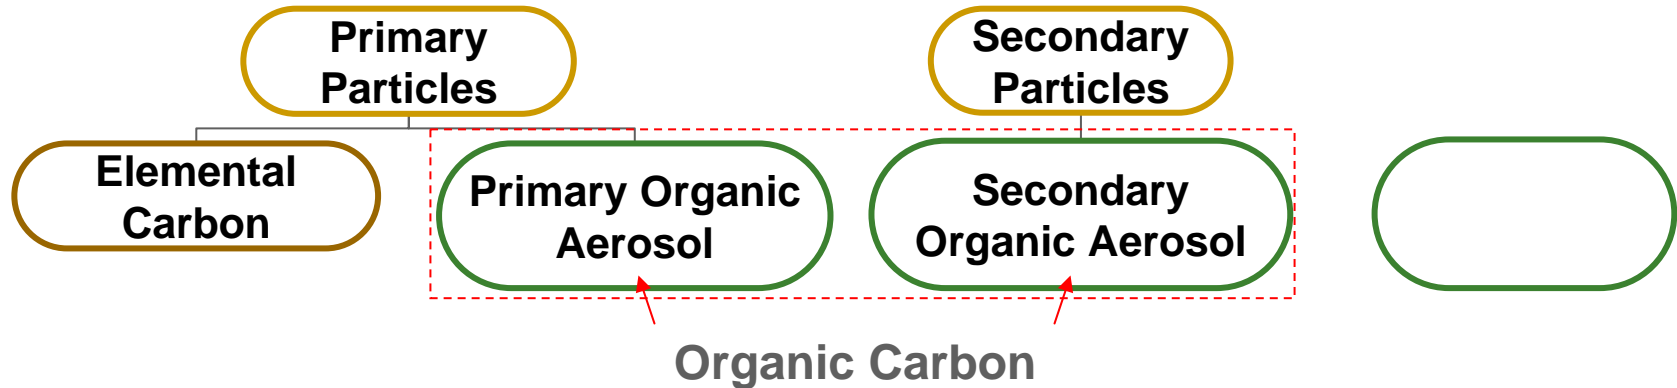 Primary
Particles
Secondary
Particles
Elemental
Carbon
Primary Organic
Aerosol
Secondary
Organic Aerosol
Organic Carbon